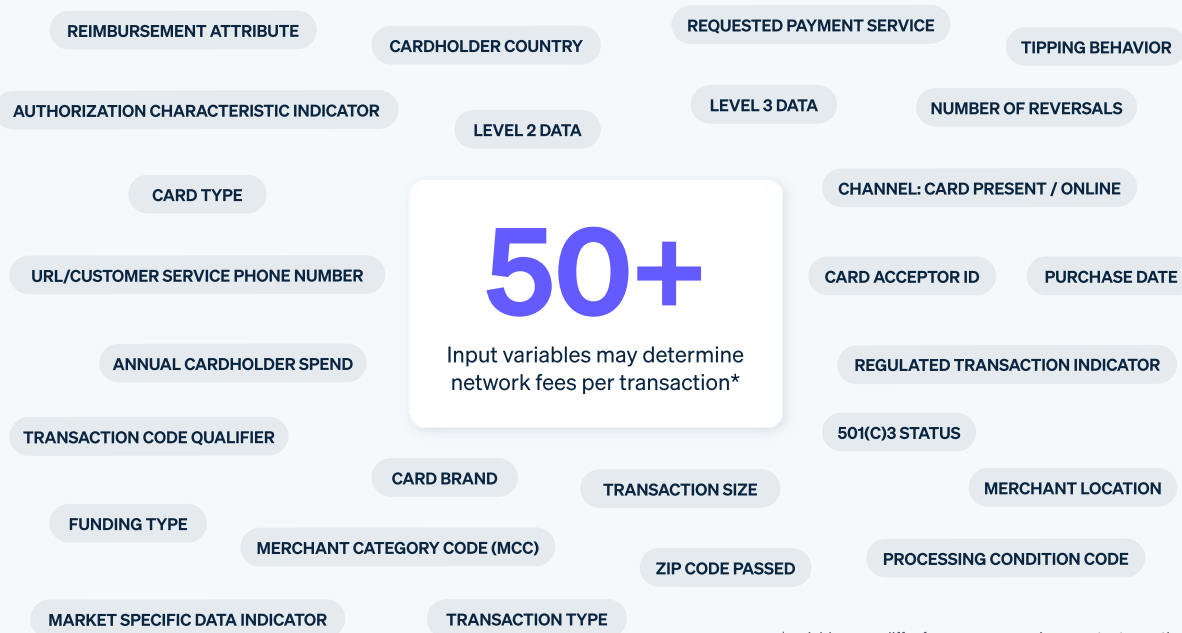 REIMBURSEMENT ATTRIBUTE
CARDHOLDER COUNTRY
REQUESTED PAYMENT SERVICE
TIPPING BEHAVIOR
AUTHORIZATION CHARACTERISTIC INDICATOR
LEVEL 2 DATA
LEVEL 3 DATA
NUMBER OF REVERSALS
CARD TYPE
CHANNEL: CARD PRESENT / ONLINE
50+
Input variables may determine
network fees per transaction*
URL/CUSTOMER SERVICE PHONE NUMBER
CARD ACCEPTOR ID
PURCHASE DATE
ANNUAL CARDHOLDER SPEND
REGULATED TRANSACTION INDICATOR
TRANSACTION CODE QUALIFIER
501(C)3 STATUS
CARD BRAND
TRANSACTION SIZE
MERCHANT LOCATION
FUNDING TYPE
MERCHANT CATEGORY CODE (MCC)
ZIP CODE PASSED
PROCESSING CONDITION CODE
MARKET SPECIFIC DATA INDICATOR
TRANSACTION TYPE